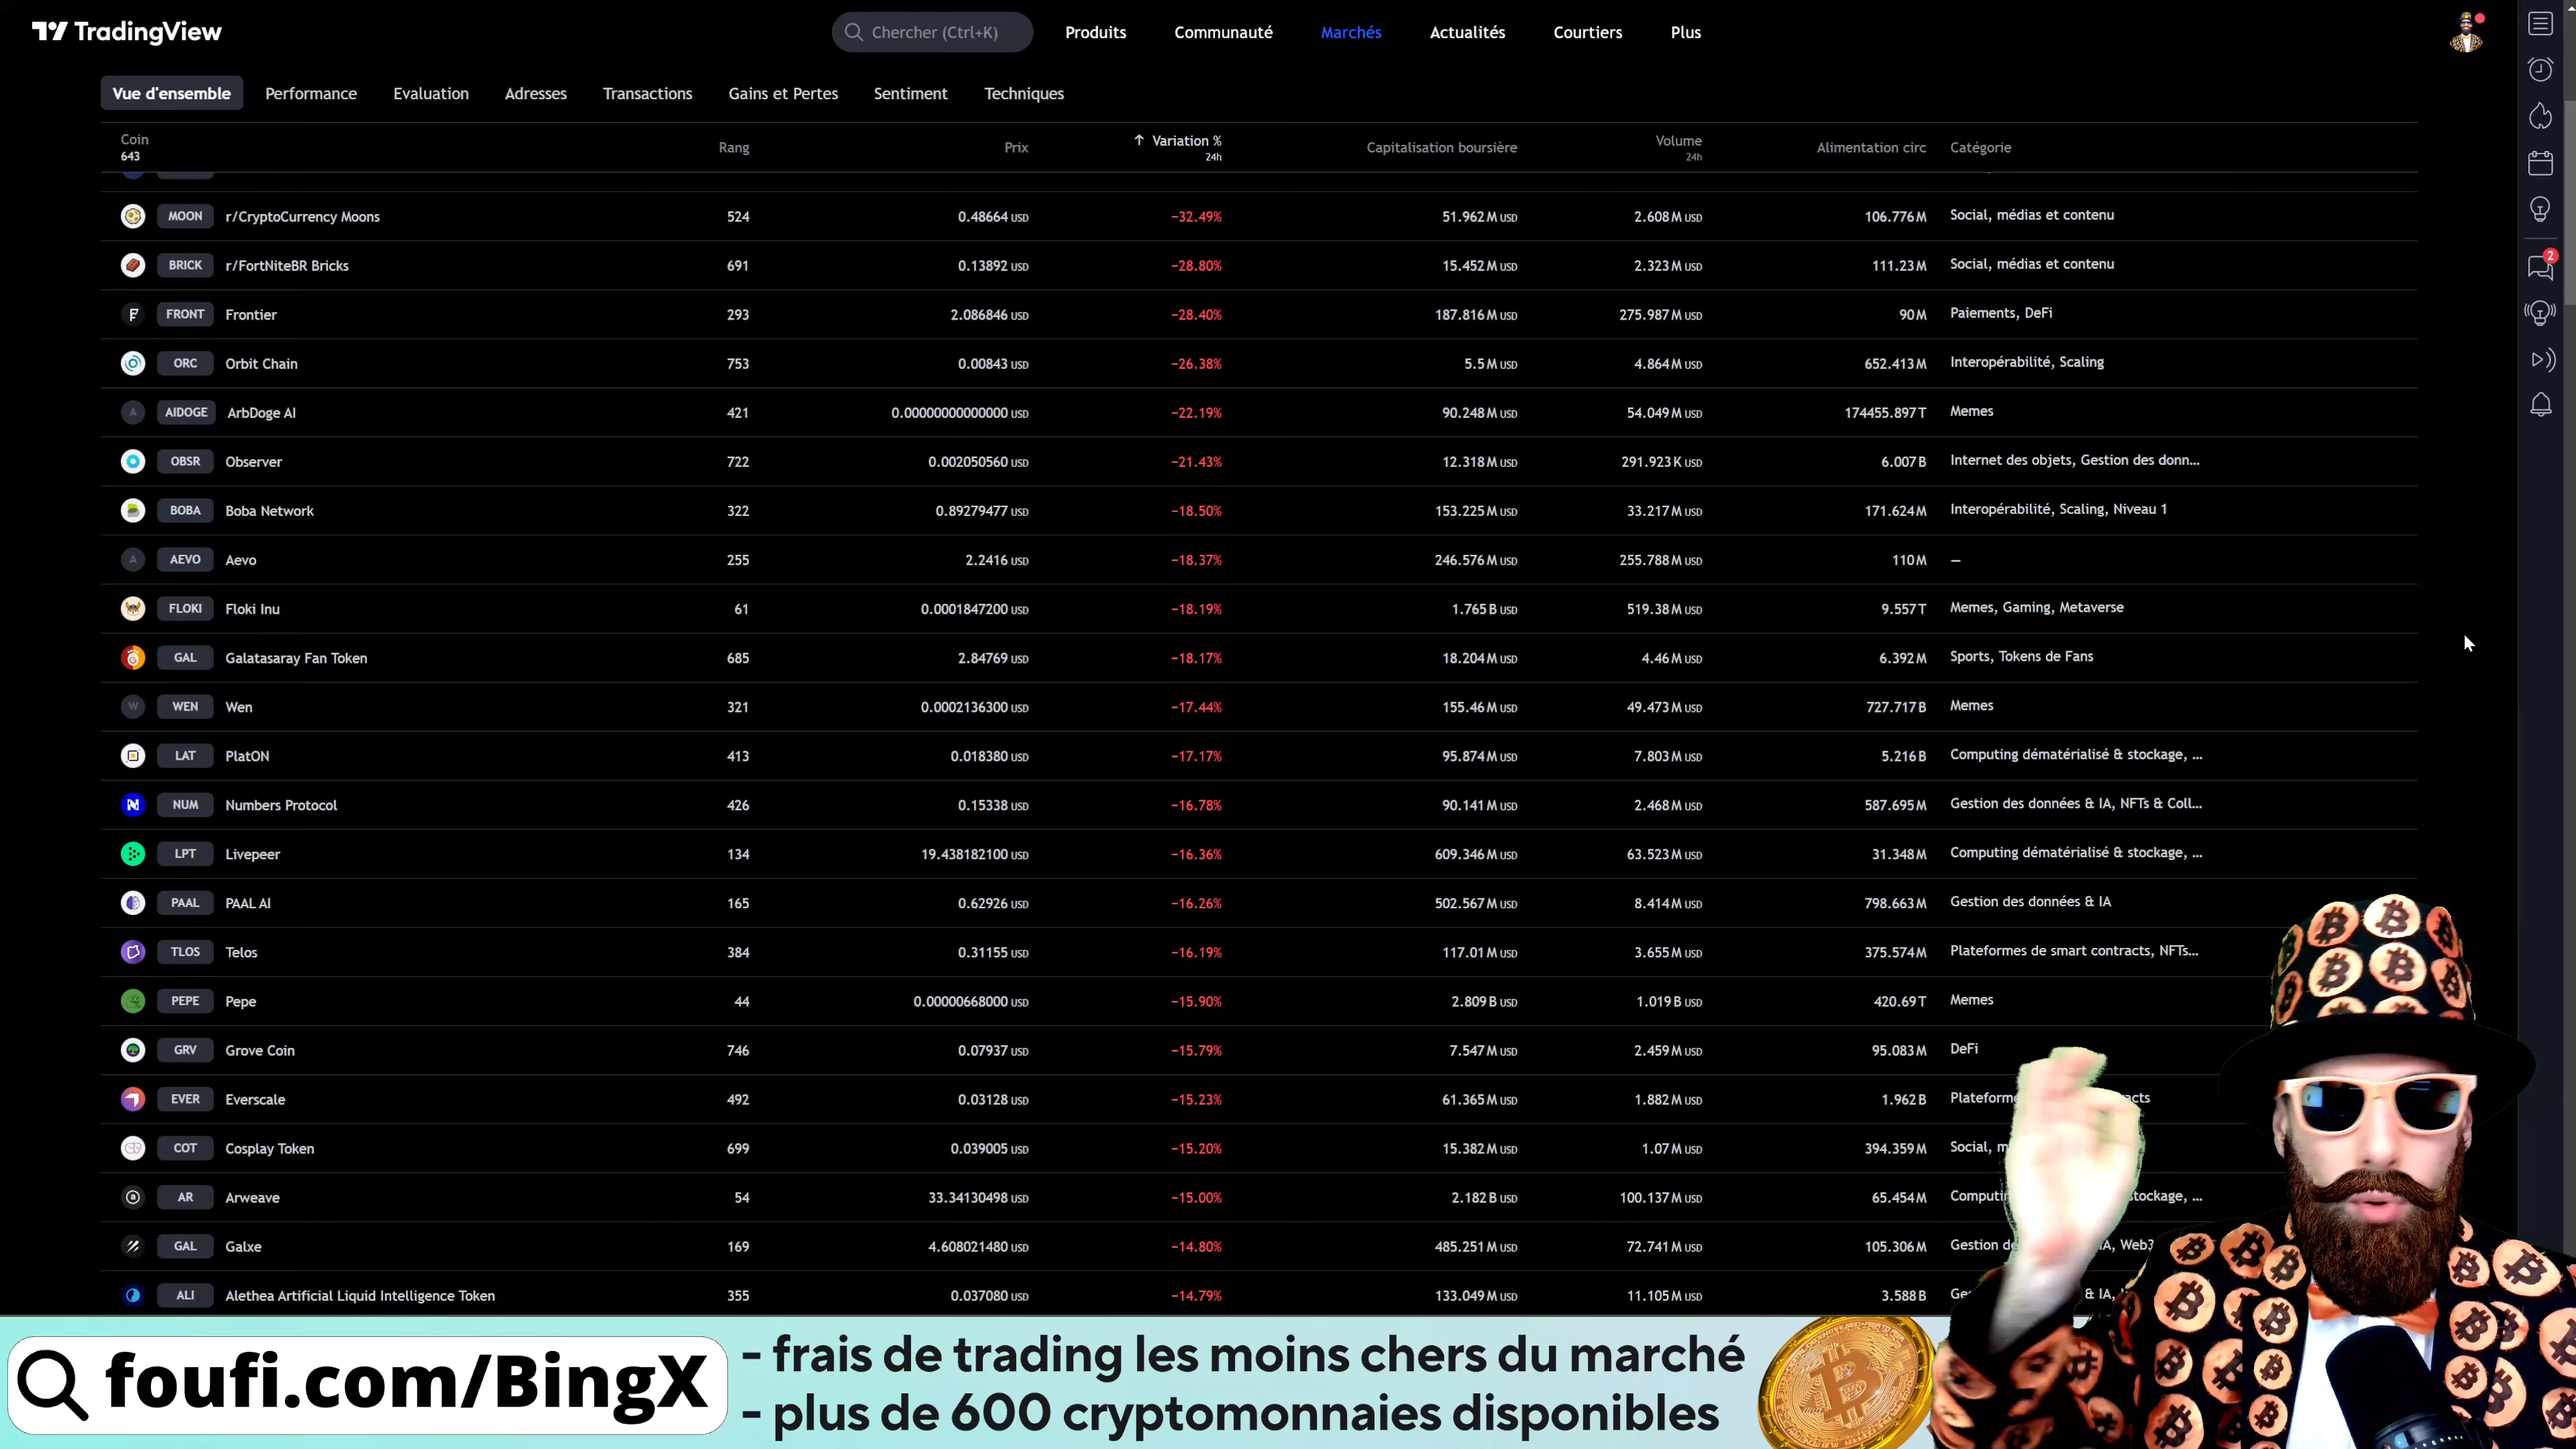 TradingView
Chercher (Ctrl+K)
Produits Communauté Marchés Actualités Courtiers Plus
Vue d'ensemble Performance Evaluation Adresses Transactions Gains et Pertes Sentiment Techniques
Coin 643 Rang Prix ↑ Variation % 24h Capitalisation boursière Volume 24h Alimentation circ Catégorie
MOON r/CryptoCurrency Moons 524 0.48664 USD −32.49% 51.962 M USD 2.608 M USD 106.776 M Social, médias et contenu
BRICK r/FortNiteBR Bricks 691 0.13892 USD −28.80% 15.452 M USD 2.323 M USD 111.23 M Social, médias et contenu
FRONT Frontier 293 2.086846 USD −28.40% 187.816 M USD 275.987 M USD 90 M Paiements, DeFi
ORC Orbit Chain 753 0.00843 USD −26.38% 5.5 M USD 4.864 M USD 652.413 M Interopérabilité, Scaling
A AIDOGE ArbDoge AI 421 0.00000000000000 USD −22.19% 90.248 M USD 54.049 M USD 174455.897 T Memes
OBSR Observer 722 0.002050560 USD −21.43% 12.318 M USD 291.923 K USD 6.007 B Internet des objets, Gestion des donn...
BOBA Boba Network 322 0.89279477 USD −18.50% 153.225 M USD 33.217 M USD 171.624 M Interopérabilité, Scaling, Niveau 1
A AEVO Aevo 255 2.2416 USD −18.37% 246.576 M USD 255.788 M USD 110 M —
FLOKI Floki Inu 61 0.0001847200 USD −18.19% 1.765 B USD 519.38 M USD 9.557 T Memes, Gaming, Metaverse
GAL Galatasaray Fan Token 685 2.84769 USD −18.17% 18.204 M USD 4.46 M USD 6.392 M Sports, Tokens de Fans
W WEN Wen 321 0.0002136300 USD −17.44% 155.46 M USD 49.473 M USD 727.717 B Memes
LAT PlatON 413 0.018380 USD −17.17% 95.874 M USD 7.803 M USD 5.216 B Computing dématérialisé & stockage, ...
NUM Numbers Protocol 426 0.15338 USD −16.78% 90.141 M USD 2.468 M USD 587.695 M Gestion des données & IA, NFTs & Coll...
LPT Livepeer 134 19.438182100 USD −16.36% 609.346 M USD 63.523 M USD 31.348 M Computing dématérialisé & stockage, ...
PAAL PAAL AI 165 0.62926 USD −16.26% 502.567 M USD 8.414 M USD 798.663 M Gestion des données & IA
TLOS Telos 384 0.31155 USD −16.19% 117.01 M USD 3.655 M USD 375.574 M Plateformes de smart contracts, NFTs...
PEPE Pepe 44 0.00000668000 USD −15.90% 2.809 B USD 1.019 B USD 420.69 T Memes
GRV Grove Coin 746 0.07937 USD −15.79% 7.547 M USD 2.459 M USD 95.083 M DeFi
EVER Everscale 492 0.03128 USD −15.23% 61.365 M USD 1.882 M USD 1.962 B
COT Cosplay Token 699 0.039005 USD −15.20% 15.382 M USD 1.07 M USD 394.359 M Social,
AR Arweave 54 33.34130498 USD −15.00% 2.182 B USD 100.137 M USD 65.454 M
GAL Galxe 169 4.608021480 USD −14.80% 485.251 M USD 72.741 M USD 105.306 M
ALI Alethea Artificial Liquid Intelligence Token 355 0.037080 USD −14.79% 133.049 M USD 11.105 M USD 3.588 B & IA,
2
foufi.com/BingX
- frais de trading les moins chers du marché
- plus de 600 cryptomonnaies disponibles